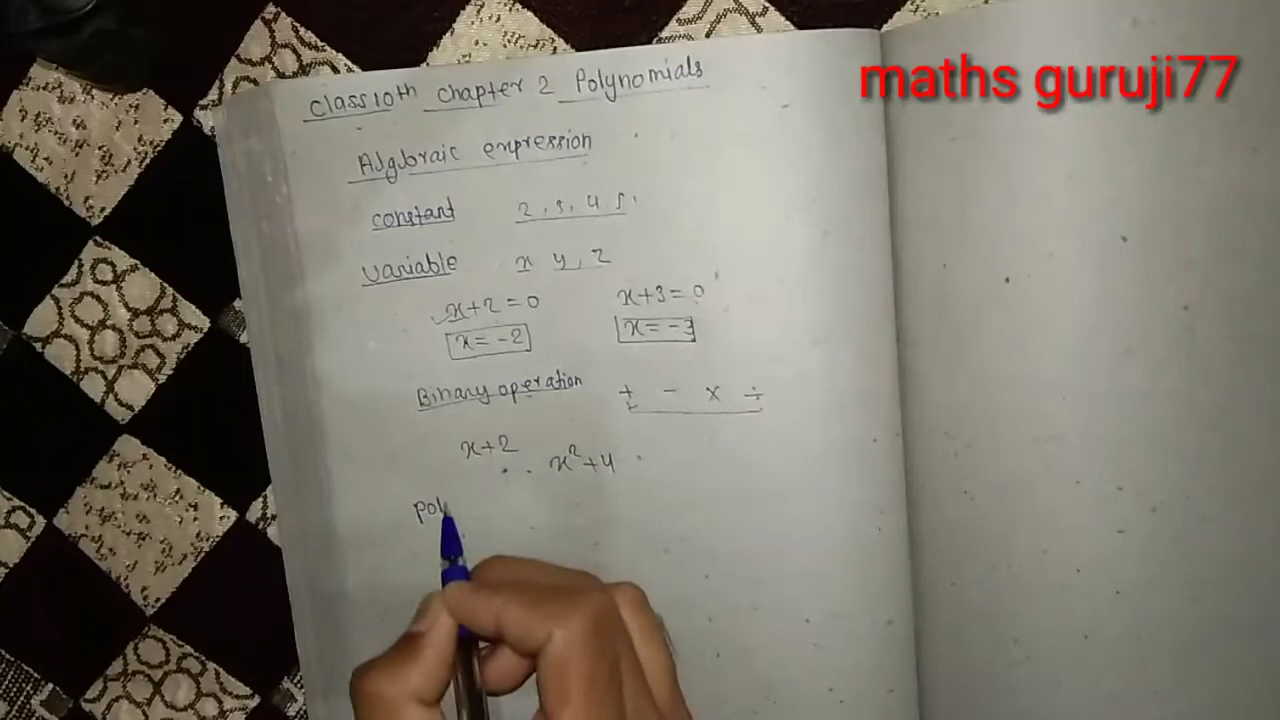 maths guruji77
Class 10th Chapter 2 Polynomials
Algbraic expression
constant 2, 3, 4, 5,
Variable x y, z
x+2=0 x+3=0
x=-2 x=-3
Binary operation + - × ÷
x+2 x²+4
pol